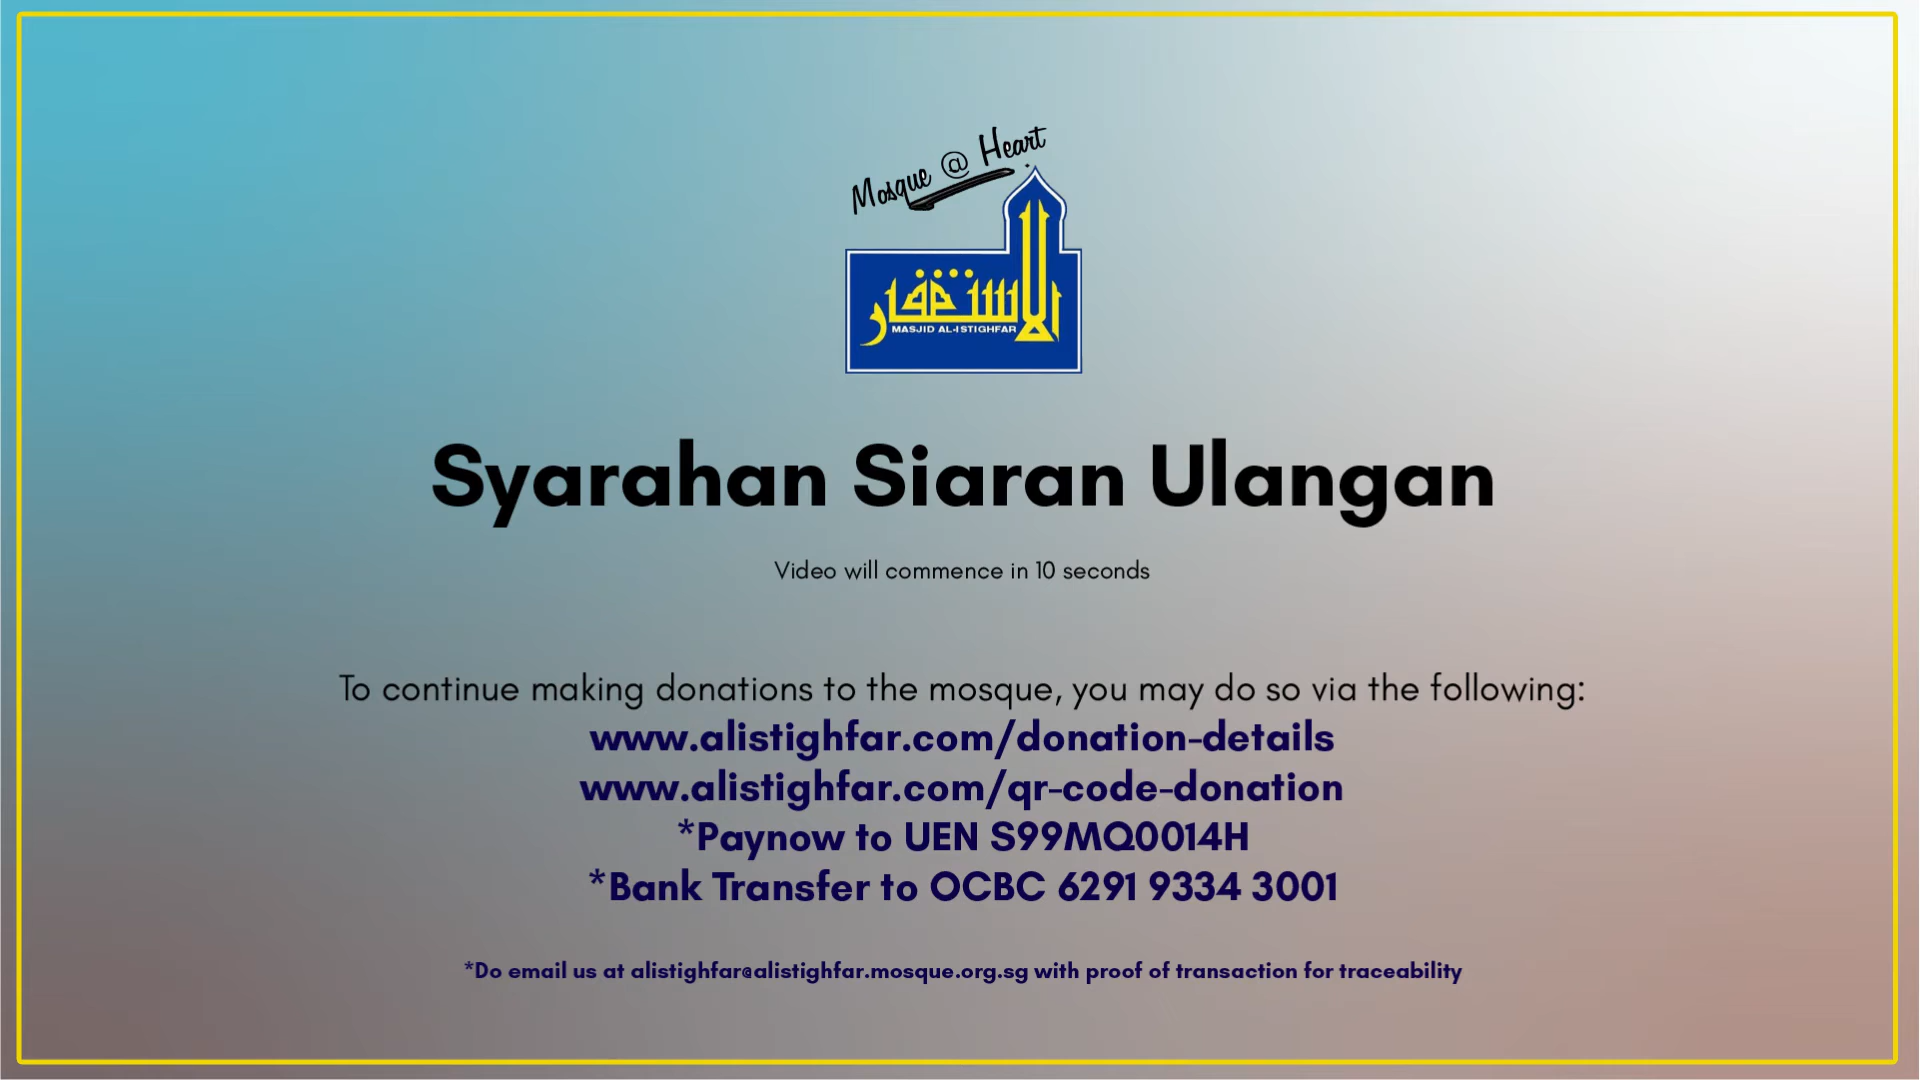 Mosque @ Heart
الاستغفار
MASJID AL-ISTIGHFAR
Syarahan Siaran Ulangan
Video will commence in 10 seconds
To continue making donations to the mosque, you may do so via the following:
www.alistighfar.com/donation-details
www.alistighfar.com/qr-code-donation
*Paynow to UEN S99MQ0014H
*Bank Transfer to OCBC 6291 9334 3001
*Do email us at alistighfar@alistighfar.mosque.org.sg with proof of transaction for traceability